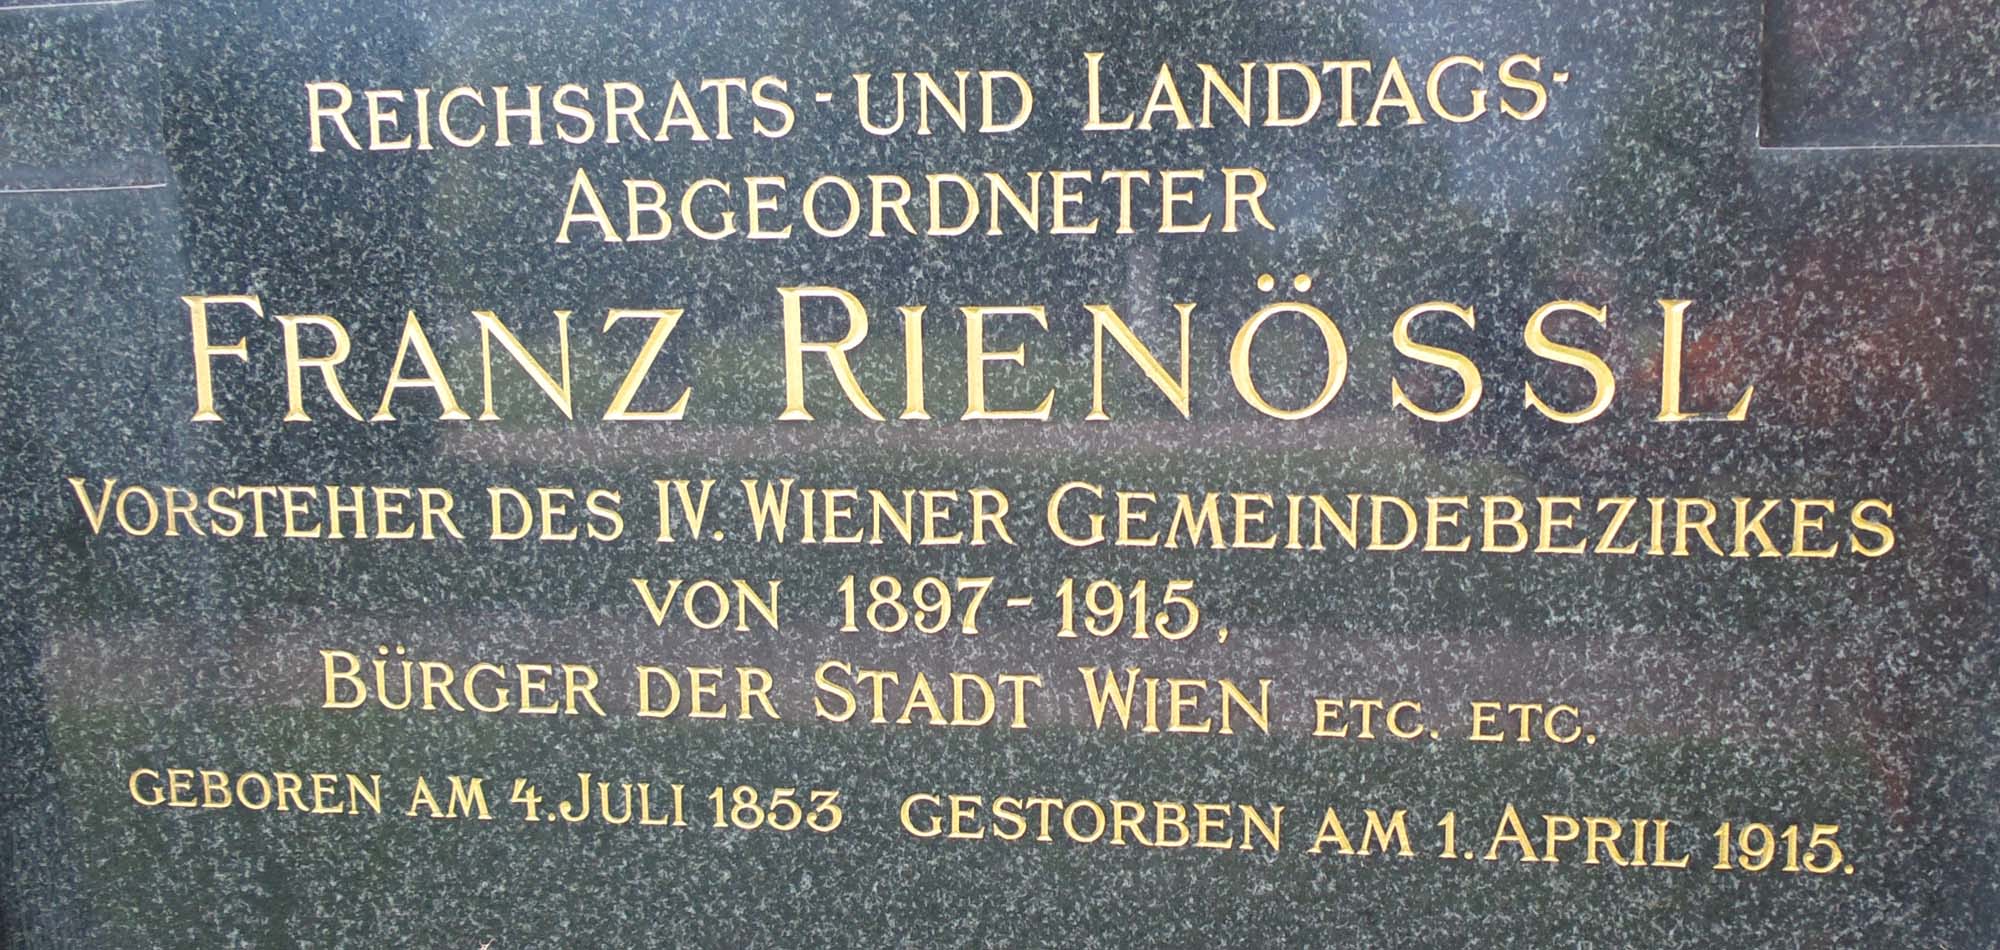 REICHSRATS- UND LANDTAGS-
ABGEORDNETER
FRANZ RIENÖSSL
VORSTEHER DES IV. WIENER GEMEINDEBEZIRKES
VON 1897-1915,
BÜRGER DER STADT WIEN ETC. ETC.
GEBOREN AM 4. JULI 1853 GESTORBEN AM 1. APRIL 1915.